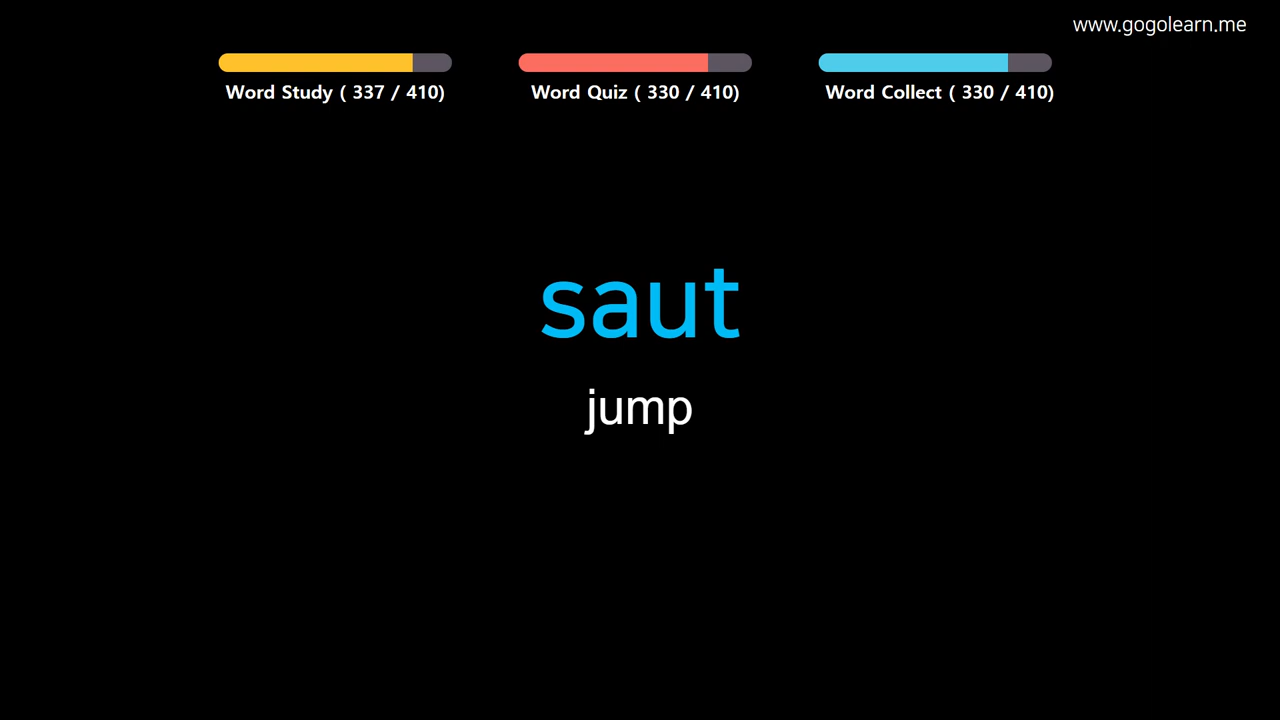 www.gogolearn.me
Word Study ( 337 / 410)
Word Quiz ( 330 / 410)
Word Collect ( 330 / 410)
saut
jump